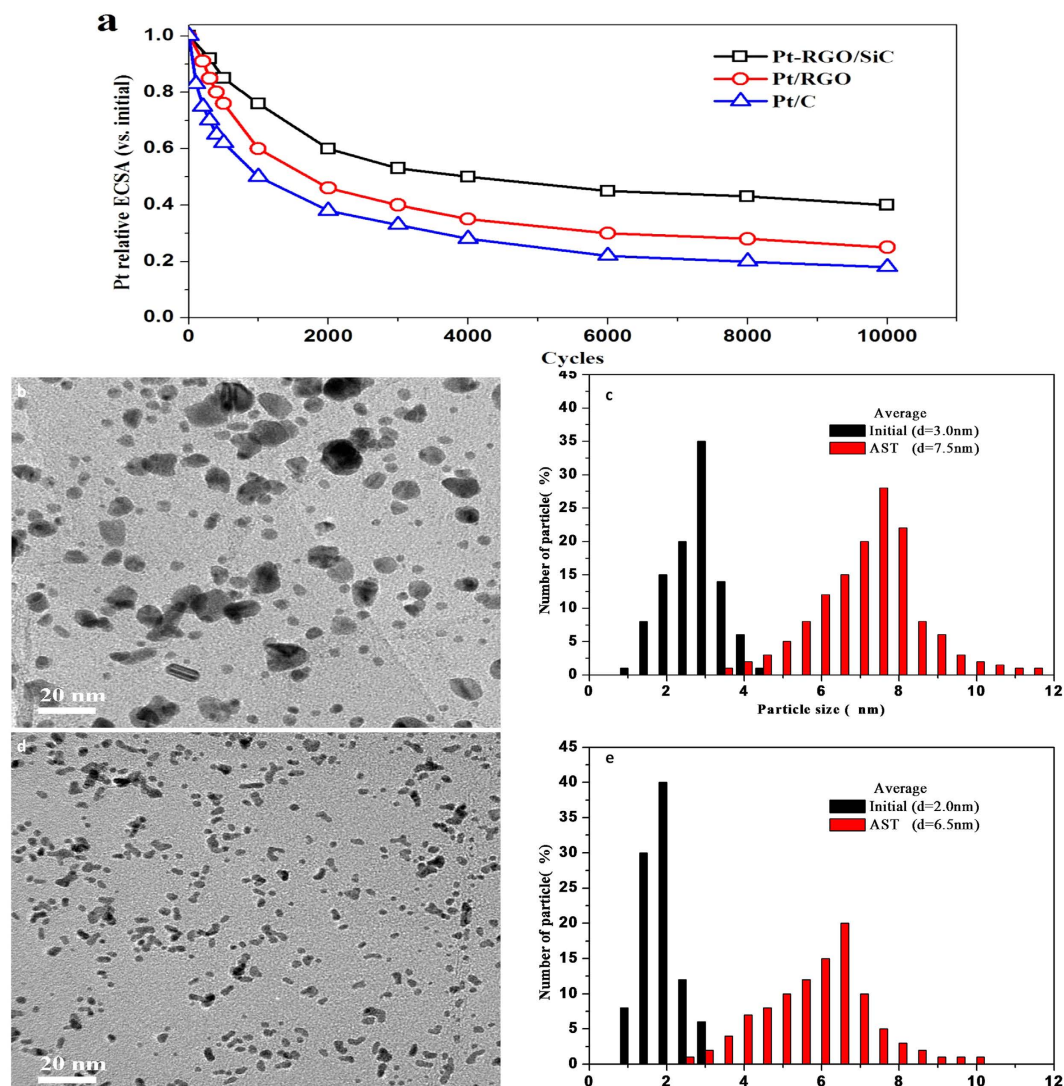 a
Pt relative ECSA (vs. initial)
1.0
0.8
0.6
0.4
0.2
0.0
Pt-RGO/SiC
Pt/RGO
Pt/C
0 2000 4000 6000 8000 10000
Cycles
b
20 nm
c
Number of particle( %)
45
40
35
30
25
20
15
10
5
0
Average
Initial (d=3.0nm)
AST (d=7.5nm)
0 2 4 6 8 10 12
Particle size ( nm)
d
20 nm
e
Number of particle( %)
45
40
35
30
25
20
15
10
5
0
Average
Initial (d=2.0nm)
AST (d=6.5nm)
0 2 4 6 8 10 12